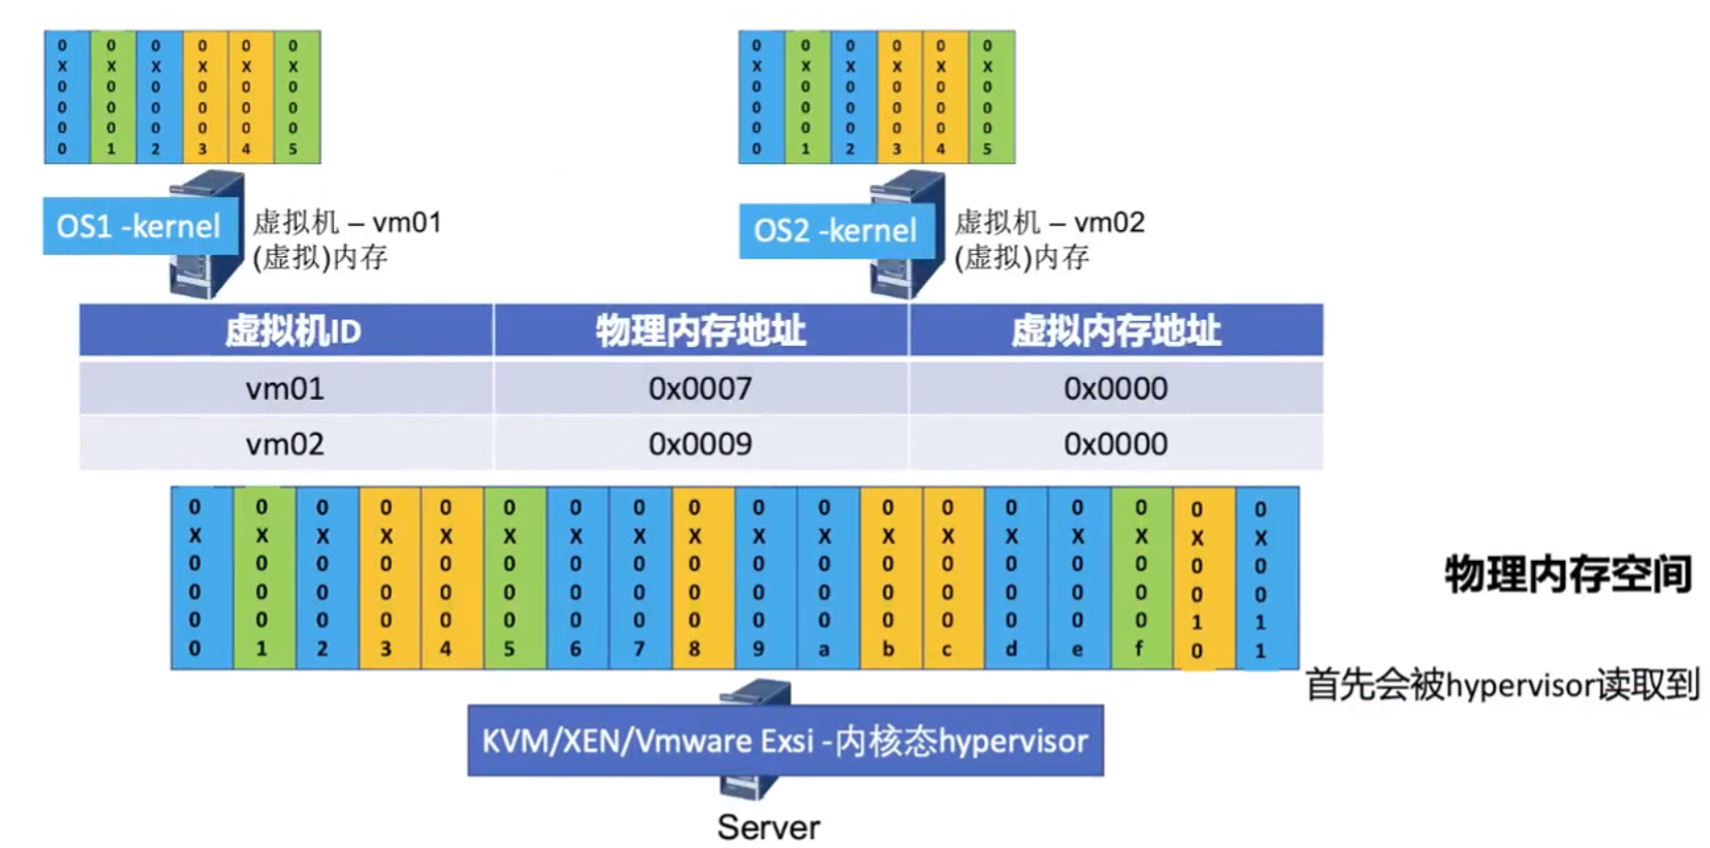 0X0000 0X0001 0X0002 0X0003 0X0004 0X0005
0X0000 0X0001 0X0002 0X0003 0X0004 0X0005
OS1 -kernel
虚拟机 – vm01
(虚拟)内存
OS2 -kernel
虚拟机 – vm02
(虚拟)内存
虚拟机ID 物理内存地址 虚拟内存地址
vm01 0x0007 0x0000
vm02 0x0009 0x0000
0X0000 0X0001 0X0002 0X0003 0X0004 0X0005 0X0006 0X0007 0X0008 0X0009 0X000a 0X000b 0X000c 0X000d 0X000e 0X000f 0X0010 0X0011
物理内存空间
首先会被hypervisor读取到
KVM/XEN/Vmware Exsi -内核态hypervisor
Server